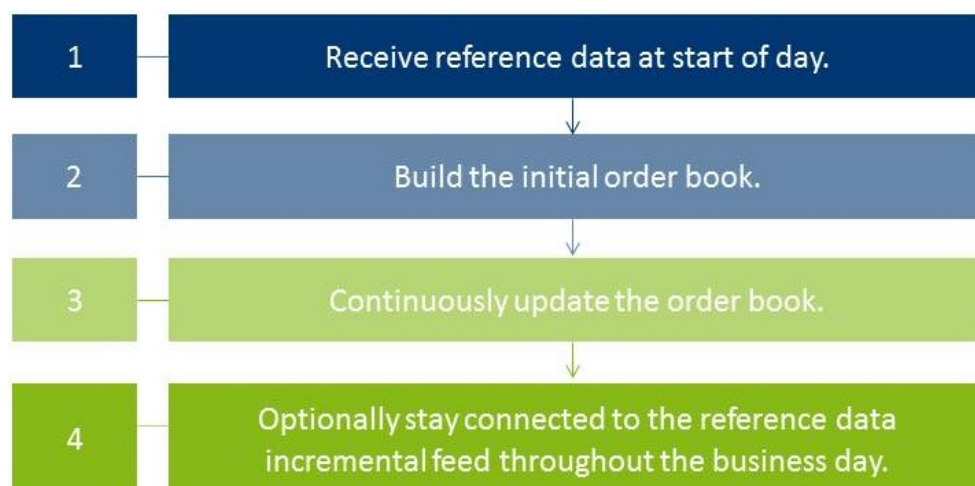 1
Receive reference data at start of day.
2
Build the initial order book.
3
Continuously update the order book.
4
Optionally stay connected to the reference data
incremental feed throughout the business day.